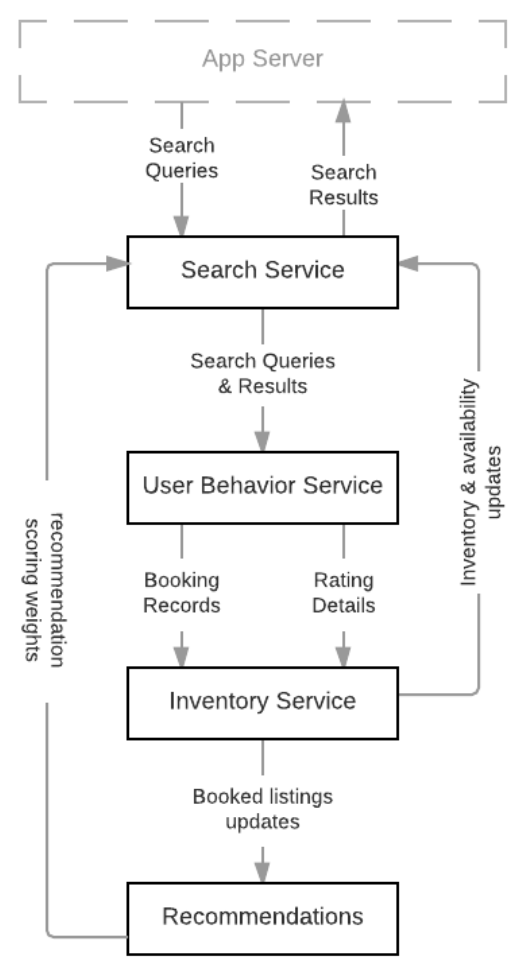 App Server
Search
Queries
Search
Results
Search Service
Search Queries
& Results
User Behavior Service
Inventory & availability
updates
recommendation
scoring weights
Booking
Records
Rating
Details
Inventory Service
Booked listings
updates
Recommendations